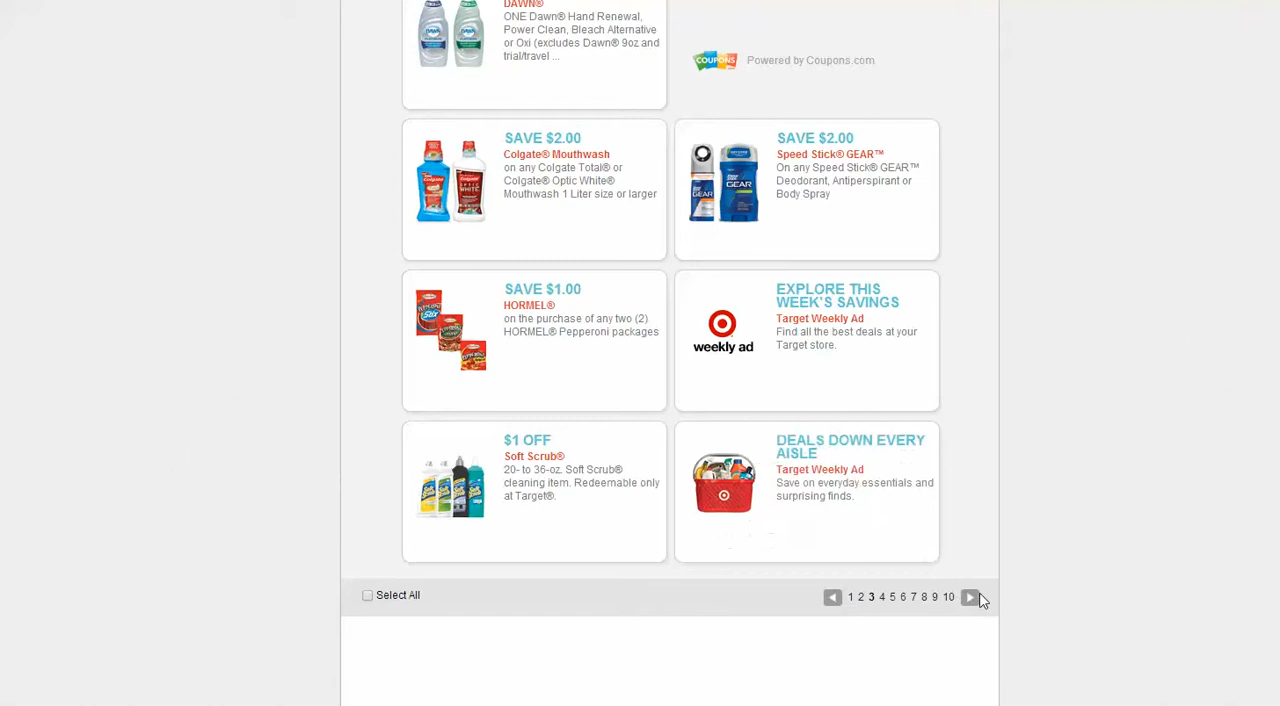 DAWN®
ONE Dawn® Hand Renewal,
Power Clean, Bleach Alternative
or Oxi (excludes Dawn® 9oz and
trial/travel ...
COUPONS
Powered by Coupons.com
SAVE $2.00
Colgate® Mouthwash
on any Colgate Total® or
Colgate® Optic White®
Mouthwash 1 Liter size or larger
SAVE $2.00
Speed Stick® GEAR™
On any Speed Stick® GEAR™
Deodorant, Antiperspirant or
Body Spray
GEAR
SAVE $1.00
HORMEL®
on the purchase of any two (2)
HORMEL® Pepperoni packages
weekly ad
EXPLORE THIS
WEEK'S SAVINGS
Target Weekly Ad
Find all the best deals at your
Target store.
$1 OFF
Soft Scrub®
20- to 36-oz. Soft Scrub®
cleaning item. Redeemable only
at Target®.
DEALS DOWN EVERY
AISLE
Target Weekly Ad
Save on everyday essentials and
surprising finds.
Select All
1 2 3 4 5 6 7 8 9 10